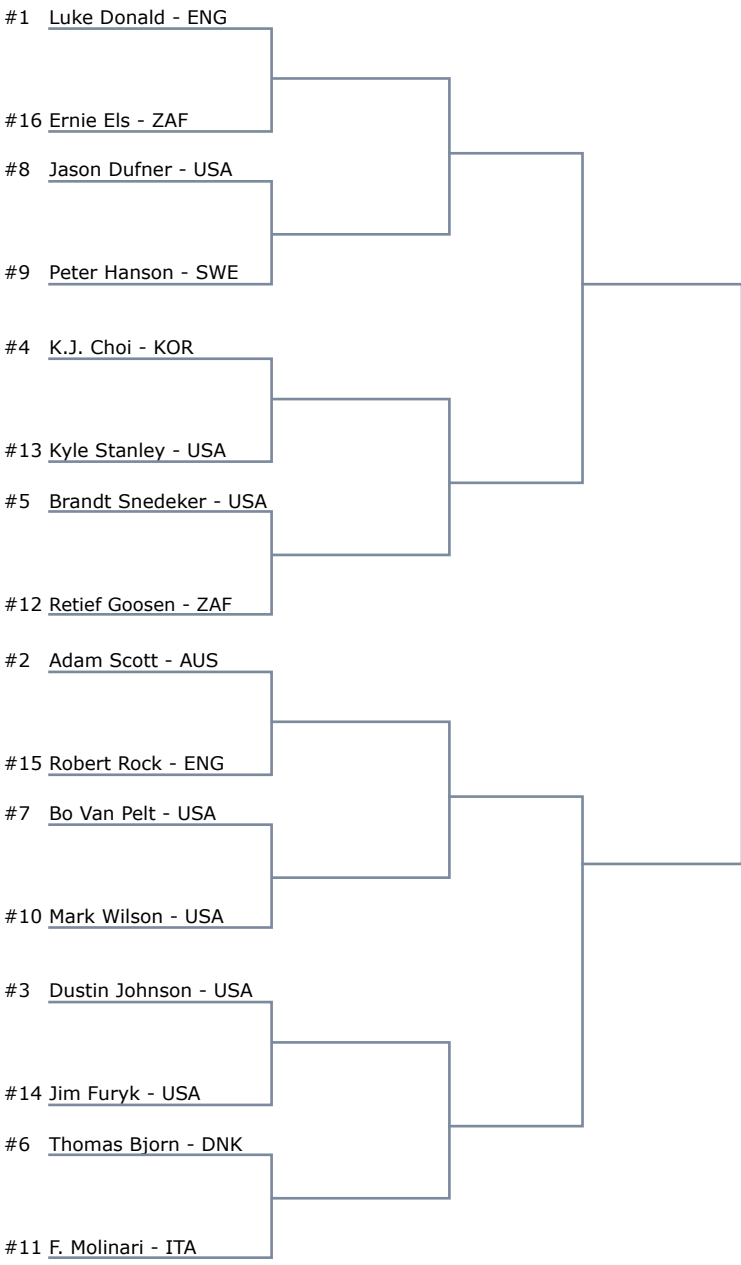 #1 Luke Donald - ENG
#16 Ernie Els - ZAF
#8 Jason Dufner - USA
#9 Peter Hanson - SWE
#4 K.J. Choi - KOR
#13 Kyle Stanley - USA
#5 Brandt Snedeker - USA
#12 Retief Goosen - ZAF
#2 Adam Scott - AUS
#15 Robert Rock - ENG
#7 Bo Van Pelt - USA
#10 Mark Wilson - USA
#3 Dustin Johnson - USA
#14 Jim Furyk - USA
#6 Thomas Bjorn - DNK
#11 F. Molinari - ITA